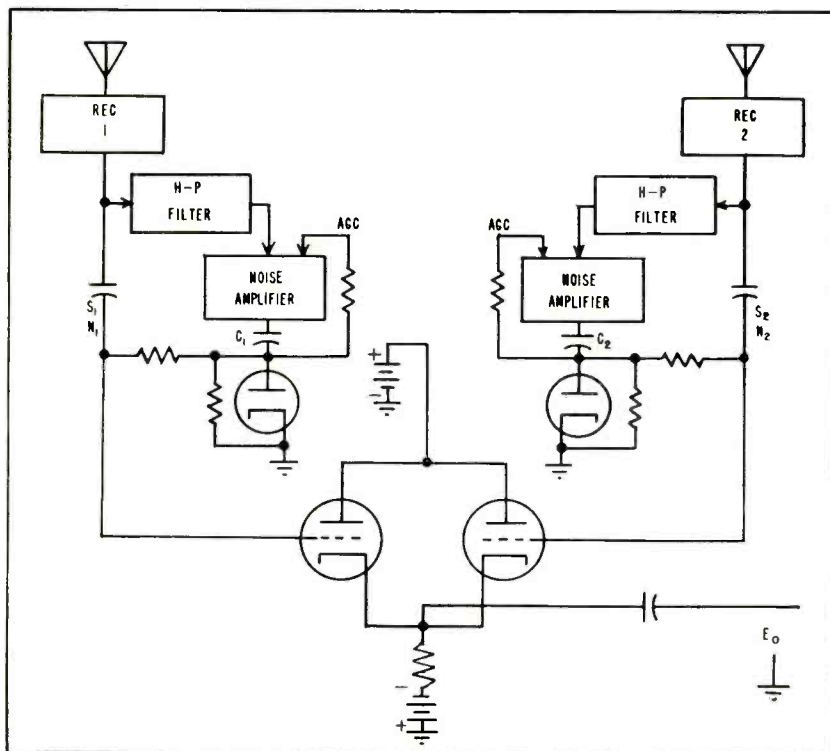 REC
1
REC
2
H-P
FILTER
H-P
FILTER
AGC
AGC
NOISE
AMPLIFIER
NOISE
AMPLIFIER
S₁
N₁
C₁
C₂
S₂
N₂
+
-
E₀
-
+